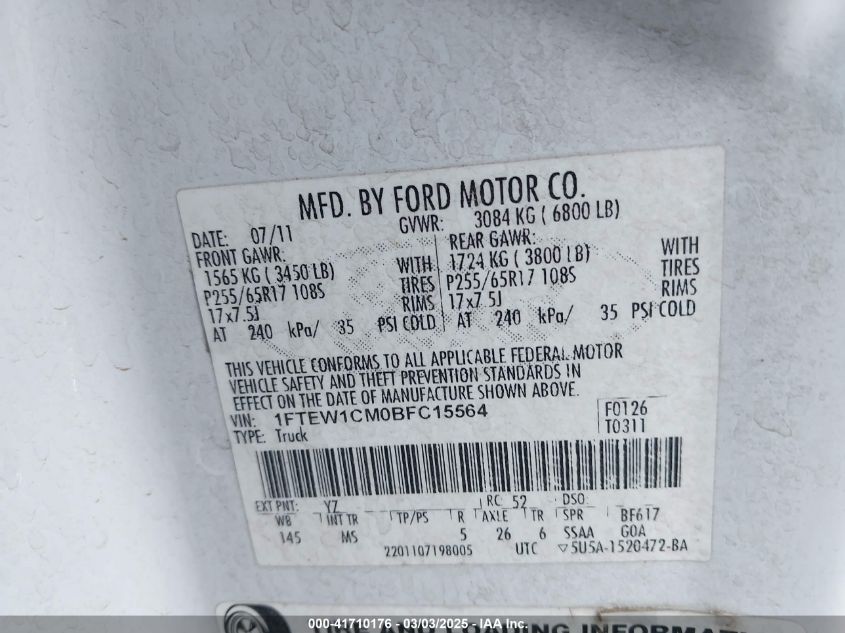 MFD. BY FORD MOTOR CO.
DATE: 07/11 GVWR: 3084 KG ( 6800 LB)
FRONT GAWR: REAR GAWR:
1565 KG ( 3450 LB) WITH 1724 KG ( 3800 LB) WITH
P255/65R17 108S TIRES P255/65R17 108S TIRES
17x7.5J RIMS 17x7.5J RIMS
AT 240 kPa/ 35 PSI COLD AT 240 kPa/ 35 PSI COLD
THIS VEHICLE CONFORMS TO ALL APPLICABLE FEDERAL MOTOR
VEHICLE SAFETY AND THEFT PREVENTION STANDARDS IN
EFFECT ON THE DATE OF MANUFACTURE SHOWN ABOVE.
VIN: 1FTEW1CM0BFC15564 F0126
TYPE: Truck T0311
EXT PNT: YZ RC: 52 DSO:
WB INT TR TP/PS R AXLE TR SPR BF617
145 MS 5 26 6 SSAA GOA
2201107198005 UTC ▽5U5A-1520472-BA
TIRE AND LOADING INFORMA
000-41710176 - 03/03/2025 - IAA Inc.